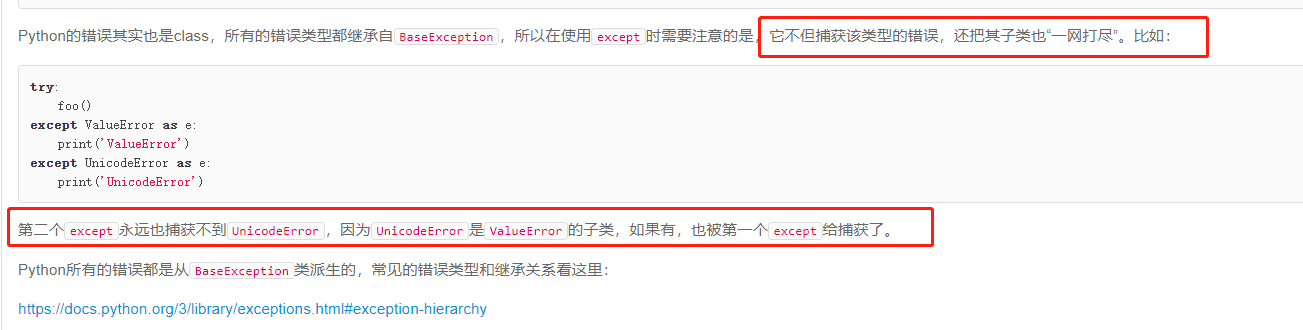 Python的错误其实也是class，所有的错误类型都继承自BaseException，所以在使用except时需要注意的是，它不但捕获该类型的错误，还把其子类也“一网打尽”。比如：
try:
    foo()
except ValueError as e:
    print('ValueError')
except UnicodeError as e:
    print('UnicodeError')
第二个except永远也捕获不到UnicodeError，因为UnicodeError是ValueError的子类，如果有，也被第一个except给捕获了。
Python所有的错误都是从BaseException类派生的，常见的错误类型和继承关系看这里：
https://docs.python.org/3/library/exceptions.html#exception-hierarchy